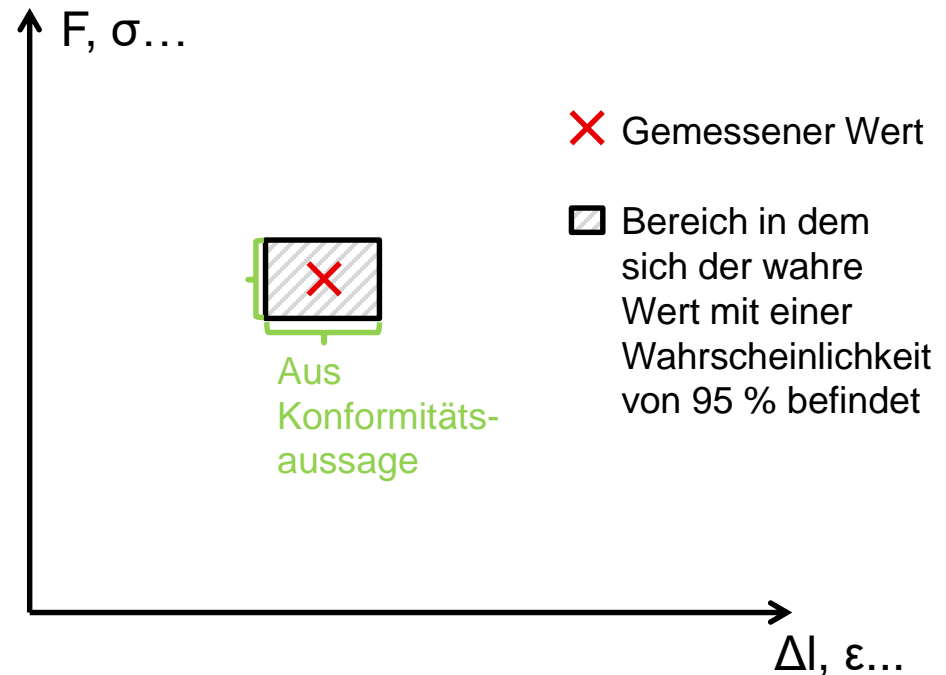 F, σ…
Gemessener Wert
Bereich in dem
sich der wahre
Wert mit einer
Wahrscheinlichkeit
von 95 % befindet
Aus
Konformitäts-
aussage
Δl, ε...